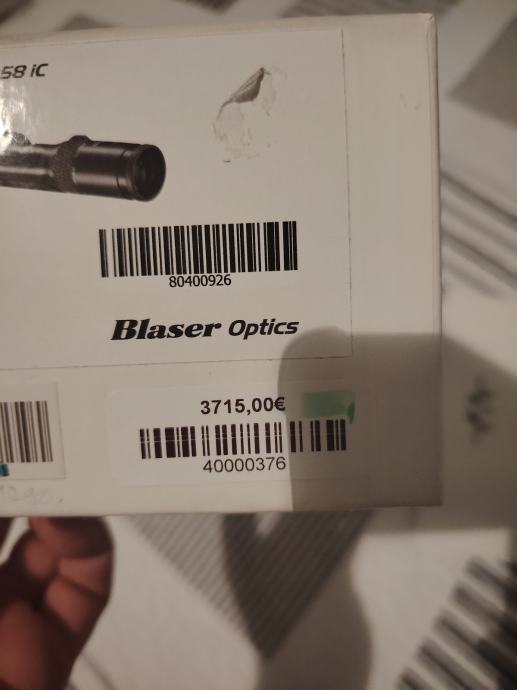 58 iC
80400926
Blaser Optics
3715,00€
40000376